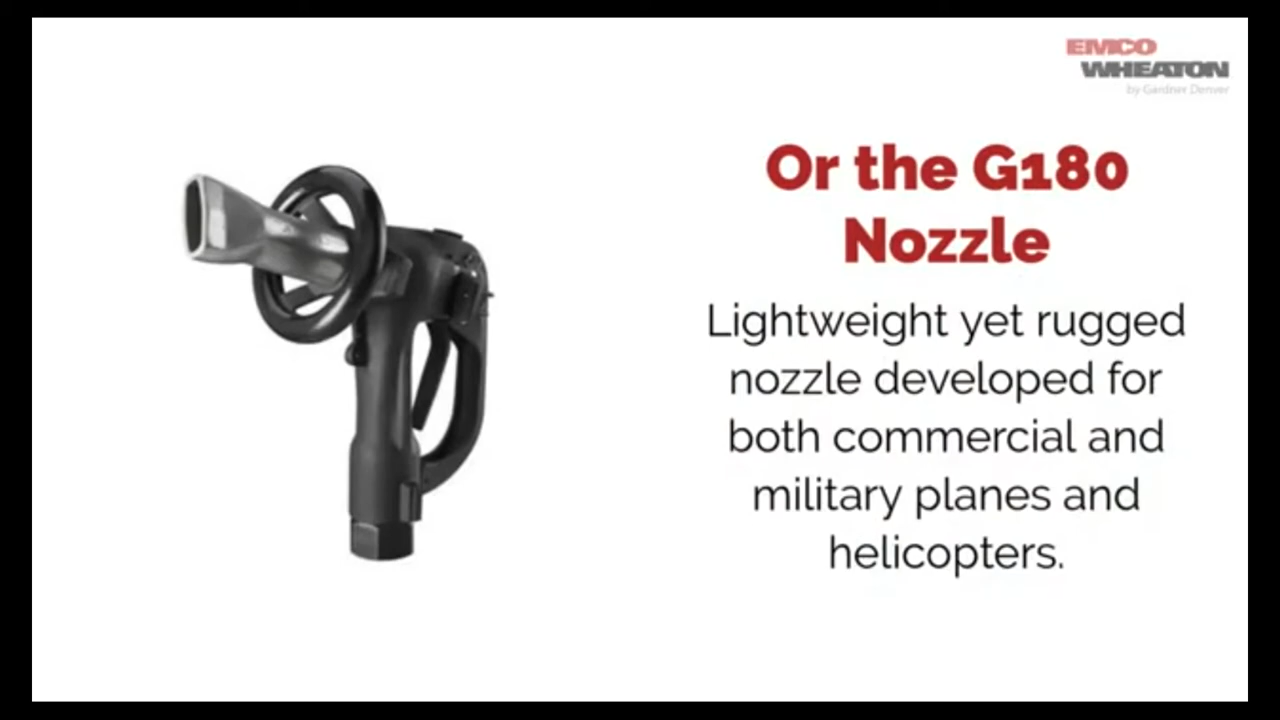 EMCO
WHEATON
by Gardner Denver
Or the G180
Nozzle
Lightweight yet rugged
nozzle developed for
both commercial and
military planes and
helicopters.